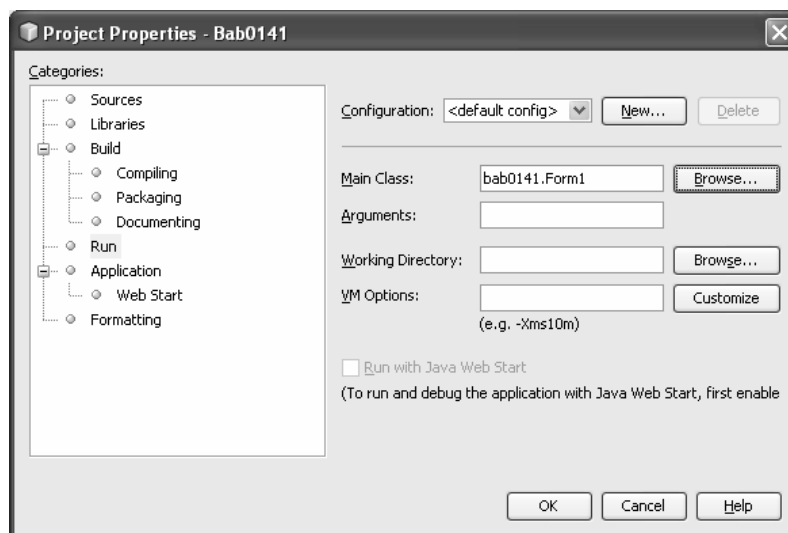 Project Properties - Bab0141
Categories:
Sources
Libraries
Build
Compiling
Packaging
Documenting
Run
Application
Web Start
Formatting
Configuration: <default config> New... Delete
Main Class: bab0141.Form1 Browse...
Arguments:
Working Directory: Browse...
VM Options: Customize
(e.g. -Xms10m)
Run with Java Web Start
(To run and debug the application with Java Web Start, first enable
OK Cancel Help